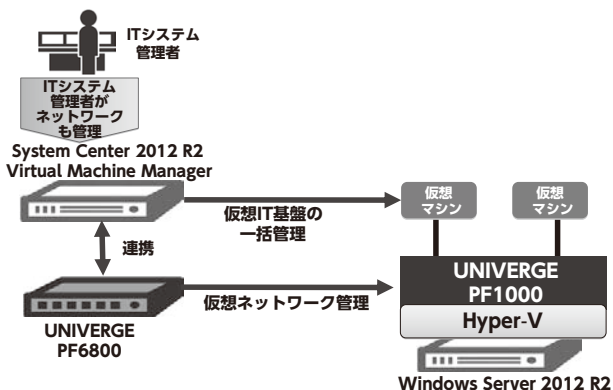 ITシステム
管理者
ITシステム
管理者が
ネットワーク
も管理
System Center 2012 R2
Virtual Machine Manager
仮想IT基盤の
一括管理
仮想
マシン
仮想
マシン
連携
UNIVERGE
PF6800
仮想ネットワーク管理
UNIVERGE
PF1000
Hyper-V
Windows Server 2012 R2